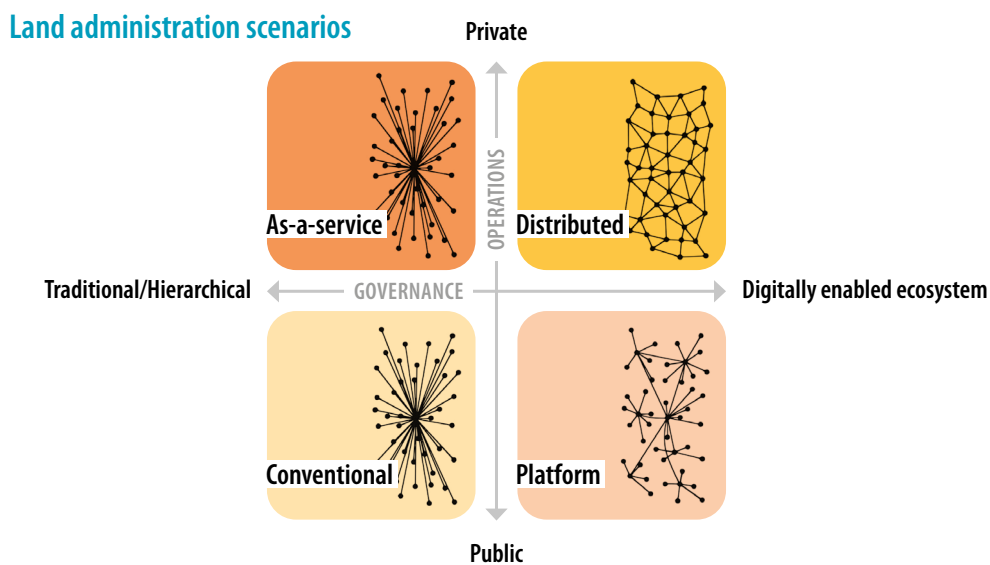 Land administration scenarios
Private
As-a-service
OPERATIONS
Distributed
Traditional/Hierarchical
GOVERNANCE
Digitally enabled ecosystem
Conventional
Platform
Public